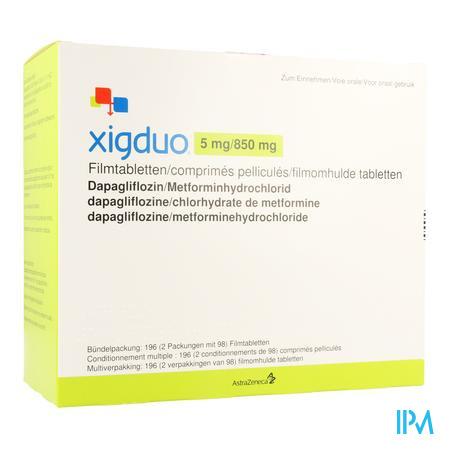 Zum Einnehmen/Voie orale/Voor oraal gebruik
xigduo® 5 mg/850 mg
Filmtabletten/comprimés pelliculés/filmomhulde tabletten
Dapagliflozin/Metforminhydrochlorid
dapagliflozine/chlorhydrate de metformine
dapagliflozine/metforminehydrochloride
Bündelpackung: 196 (2 Packungen mit 98) Filmtabletten
Conditionnement multiple : 196 (2 conditionnements de 98) comprimés pelliculés
Multiverpakking: 196 (2 verpakkingen van 98) filmomhulde tabletten
AstraZeneca
IPM